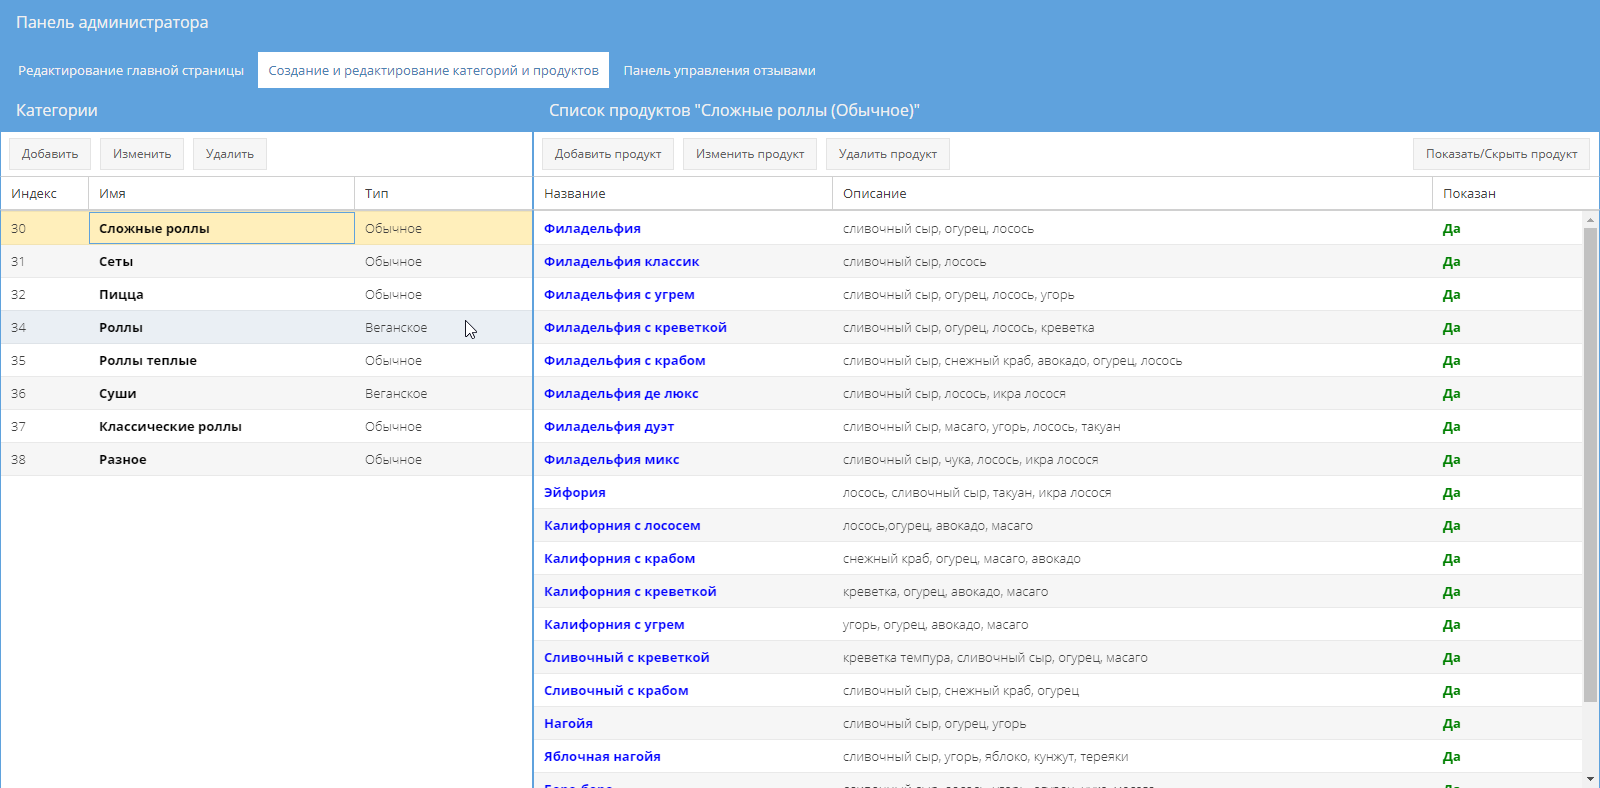 Панель администратора
Редактирование главной страницы Создание и редактирование категорий и продуктов Панель управления отзывами
Категории
Добавить Изменить Удалить
Индекс Имя Тип
30 Сложные роллы Обычное
31 Сеты Обычное
32 Пицца Обычное
34 Роллы Веганское
35 Роллы теплые Обычное
36 Суши Веганское
37 Классические роллы Обычное
38 Разное Обычное
Список продуктов "Сложные роллы (Обычное)"
Добавить продукт Изменить продукт Удалить продукт Показать/Скрыть продукт
Название Описание Показан
Филадельфия сливочный сыр, огурец, лосось Да
Филадельфия классик сливочный сыр, лосось Да
Филадельфия с угрем сливочный сыр, огурец, лосось, угорь Да
Филадельфия с креветкой сливочный сыр, огурец, лосось, креветка Да
Филадельфия с крабом сливочный сыр, снежный краб, авокадо, огурец, лосось Да
Филадельфия де люкс сливочный сыр, лосось, икра лосося Да
Филадельфия дуэт сливочный сыр, масаго, угорь, лосось, такуан Да
Филадельфия микс сливочный сыр, чука, лосось, икра лосося Да
Эйфория лосось, сливочный сыр, такуан, икра лосося Да
Калифорния с лососем лосось,огурец, авокадо, масаго Да
Калифорния с крабом снежный краб, огурец, масаго, авокадо Да
Калифорния с креветкой креветка, огурец, авокадо, масаго Да
Калифорния с угрем угорь, огурец, авокадо, масаго Да
Сливочный с креветкой креветка темпура, сливочный сыр, огурец, масаго Да
Сливочный с крабом сливочный сыр, снежный краб, огурец Да
Нагойя сливочный сыр, огурец, угорь Да
Яблочная нагойя сливочный сыр, угорь, яблоко, кунжут, тереяки Да